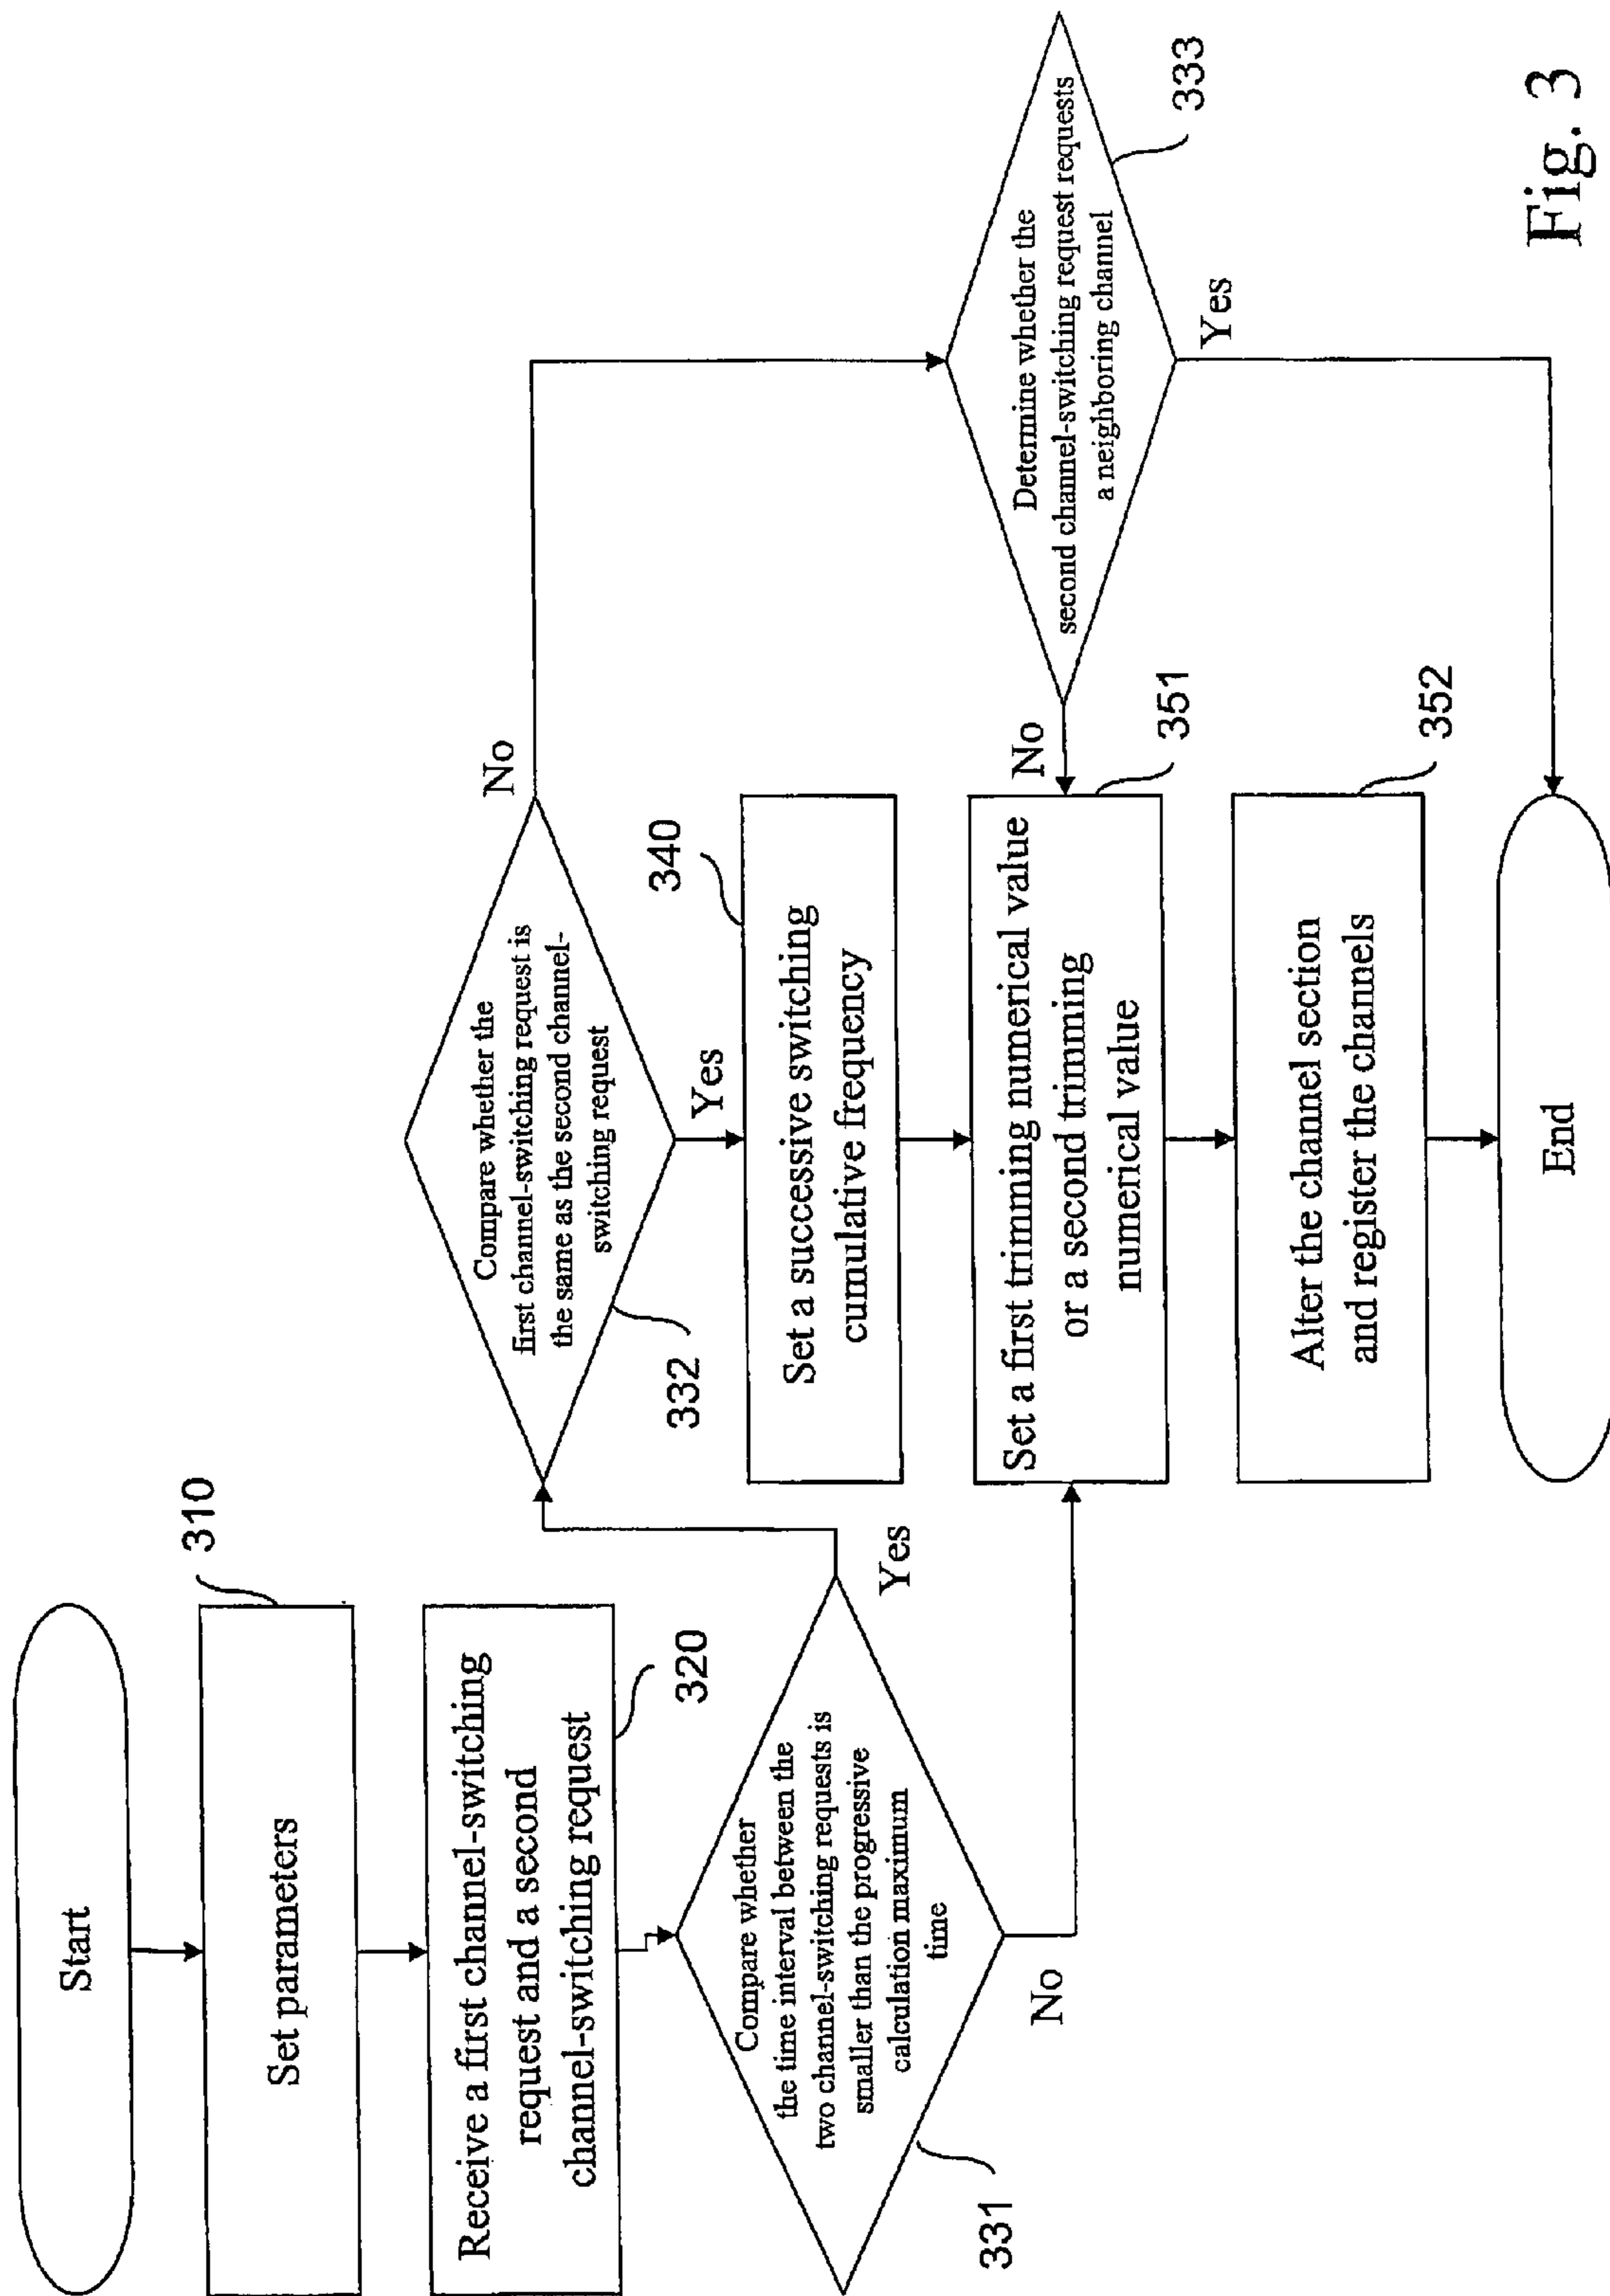 Start
310
Set parameters
Receive a first channel-switching
request and a second
channel-switching request
320
Compare whether
the time interval between the
two channel-switching requests is
smaller than the progressive
calculation maximum
time
331
Yes
No
Compare whether the
first channel-switching request is
the same as the second channel-
switching request
332
No
Yes
340
Set a successive switching
cumulative frequency
Determine whether the
second channel-switching request requests
a neighboring channel
333
No
Yes
Set a first trimming numerical value
or a second trimming
numerical value
351
Alter the channel section
and register the channels
352
End
Fig. 3